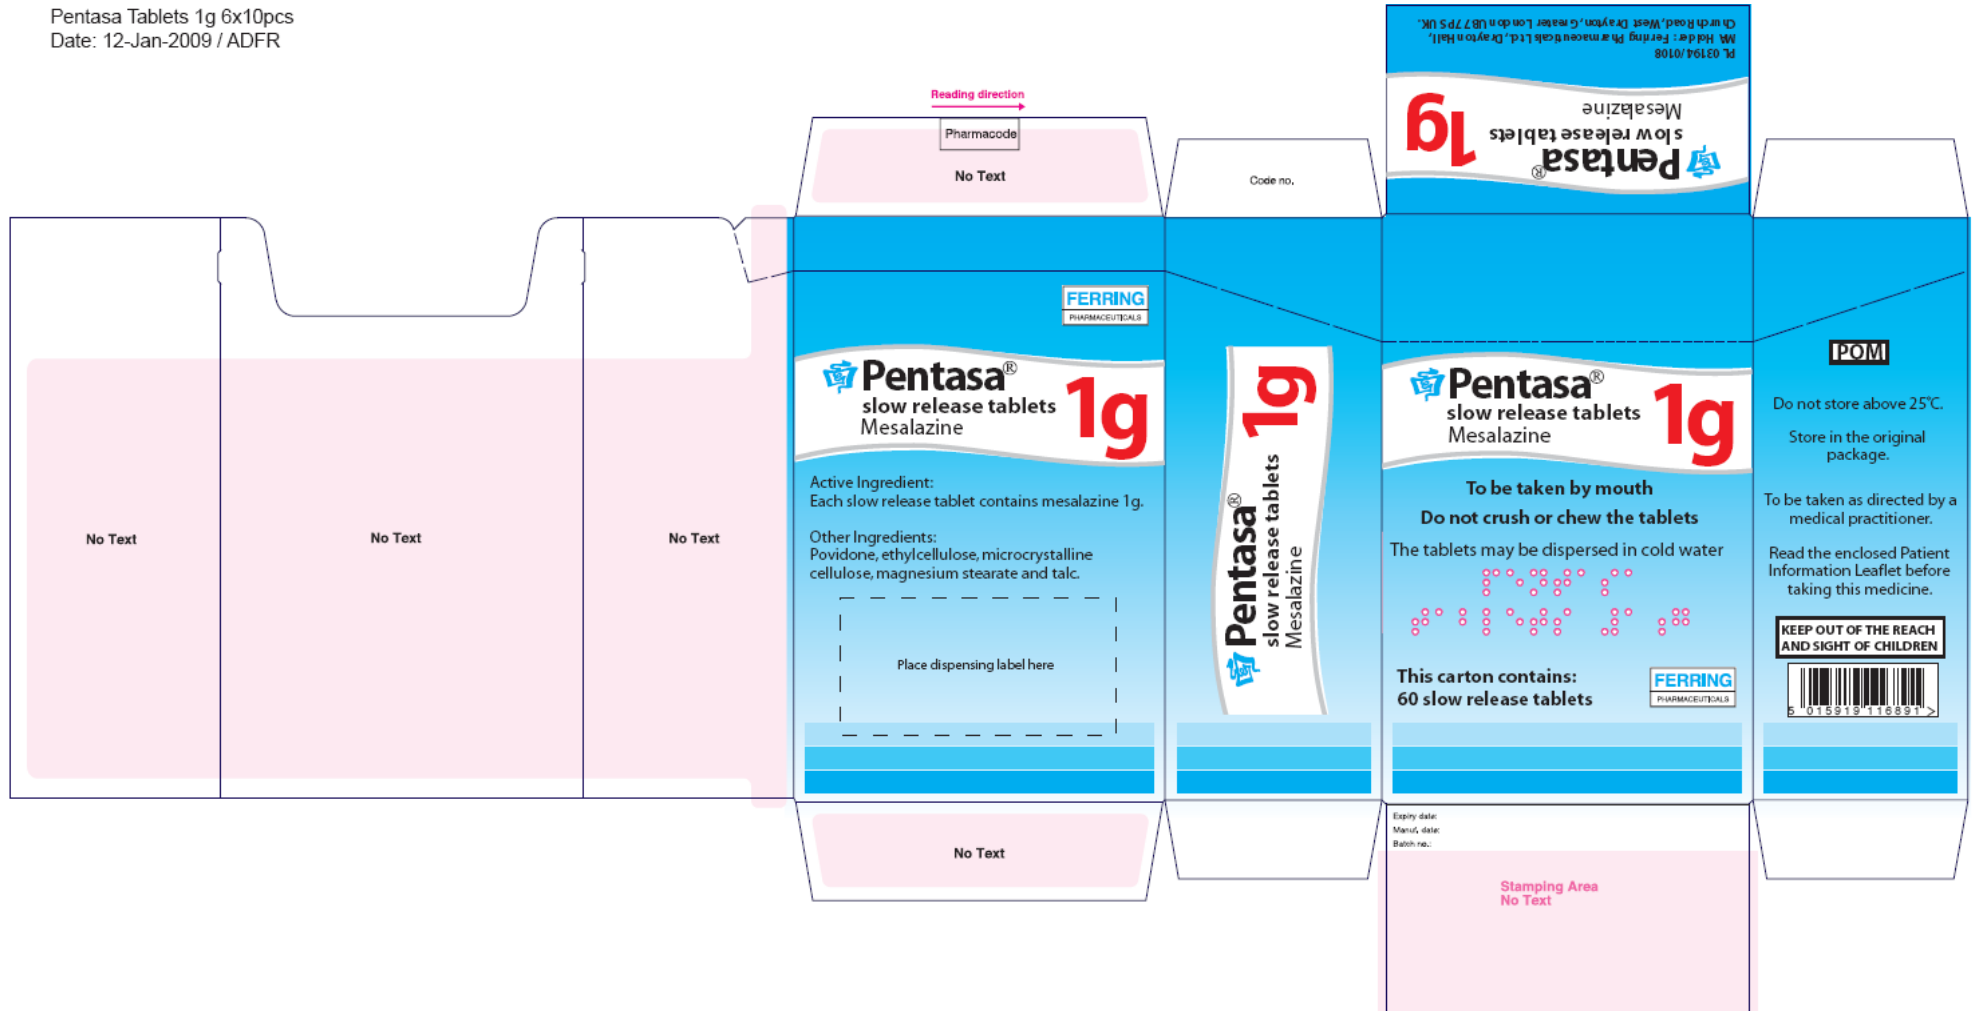 Pentasa Tablets 1g 6x10pcs
Date: 12-Jan-2009 / ADFR
No Text
No Text
No Text
Reading direction
Pharmacode
No Text
FERRING
PHARMACEUTICALS
Pentasa®
slow release tablets
Mesalazine
1g
Active Ingredient:
Each slow release tablet contains mesalazine 1g.
Other Ingredients:
Povidone, ethylcellulose, microcrystalline
cellulose, magnesium stearate and talc.
Place dispensing label here
No Text
Code no.
Pentasa®
slow release tablets
Mesalazine
1g
Pentasa®
slow release tablets
Mesalazine
1g
PL 03194/0108
MA Holder: Ferring Pharmaceuticals Ltd., Drayton Hall,
Church Road, West Drayton, Greater London UB7 7PS UK.
Pentasa®
slow release tablets
Mesalazine
1g
To be taken by mouth
Do not crush or chew the tablets
The tablets may be dispersed in cold water
This carton contains:
60 slow release tablets
FERRING
PHARMACEUTICALS
Expiry date:
Manuf. date:
Batch no.:
Stamping Area
No Text
POM
Do not store above 25°C.
Store in the original
package.
To be taken as directed by a
medical practitioner.
Read the enclosed Patient
Information Leaflet before
taking this medicine.
KEEP OUT OF THE REACH
AND SIGHT OF CHILDREN
5 015919 116891 >